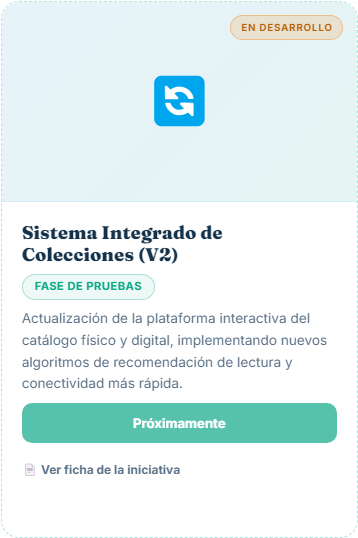 EN DESARROLLO
Sistema Integrado de
Colecciones (V2)
FASE DE PRUEBAS
Actualización de la plataforma interactiva del
catálogo físico y digital, implementando nuevos
algoritmos de recomendación de lectura y
conectividad más rápida.
Próximamente
Ver ficha de la iniciativa